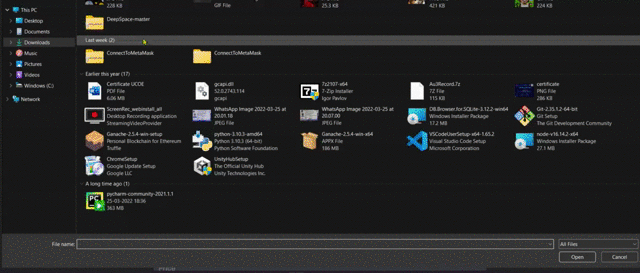 This PC
Desktop
Documents
Downloads
Music
Pictures
Videos
Windows (C:)
Network
228 KB
GIF File
221 KB
4.23 KB
DeepSpace-master
Last week (2)
ConnectToMetaMask
ConnectToMetaMask
Earlier this year (17)
Certificate UCOE
PDF File
6.06 MB
gcapi.dll
52.0.2743.114
gcapi
7z2107-x64
7-Zip Installer
Igor Pavlov
Au3Record.7z
7Z File
115 KB
certificate
PNG File
286 KB
ScreenRec_webinstall_all
Desktop Recording application
StreamingVideoProvider
WhatsApp Image 2022-03-25 at
20.01.18
JPEG File
WhatsApp Image 2022-03-25 at
20.07.00
JPEG File
DB.Browser.for.SQLite-3.12.2-win64
Windows Installer Package
17.2 MB
Git-2.35.1.2-64-bit
Git Setup
The Git Development Community
Ganache-2.5.4-win-setup
Personal Blockchain for Ethereum
Truffle
python-3.10.3-amd64
Python 3.10.3 (64-bit)
Python Software Foundation
Ganache-2.5.4-win-x64
APPX File
196 MB
VSCodeUserSetup-x64-1.65.2
Visual Studio Code Setup
Microsoft Corporation
node-v16.14.2-x64
Windows Installer Package
27.1 MB
ChromeSetup
Google Update Setup
Google LLC
UnityHubSetup
The Official Unity Hub
Unity Technologies Inc.
A long time ago (1)
pycharm-community-2021.1.1
25-03-2022 18:36
363 MB
File name:
All Files
Open
Cancel